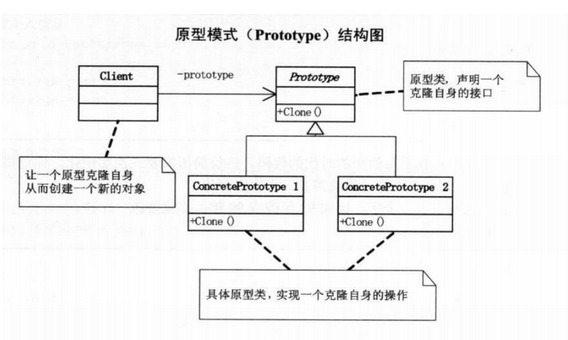 原型模式（Prototype）结构图
Client
-prototype
Prototype
+Clone()
原型类，声明一个
克隆自身的接口
让一个原型克隆自身
从而创建一个新的对象
ConcretePrototype 1
+Clone()
ConcretePrototype 2
+Clone()
具体原型类，实现一个克隆自身的操作